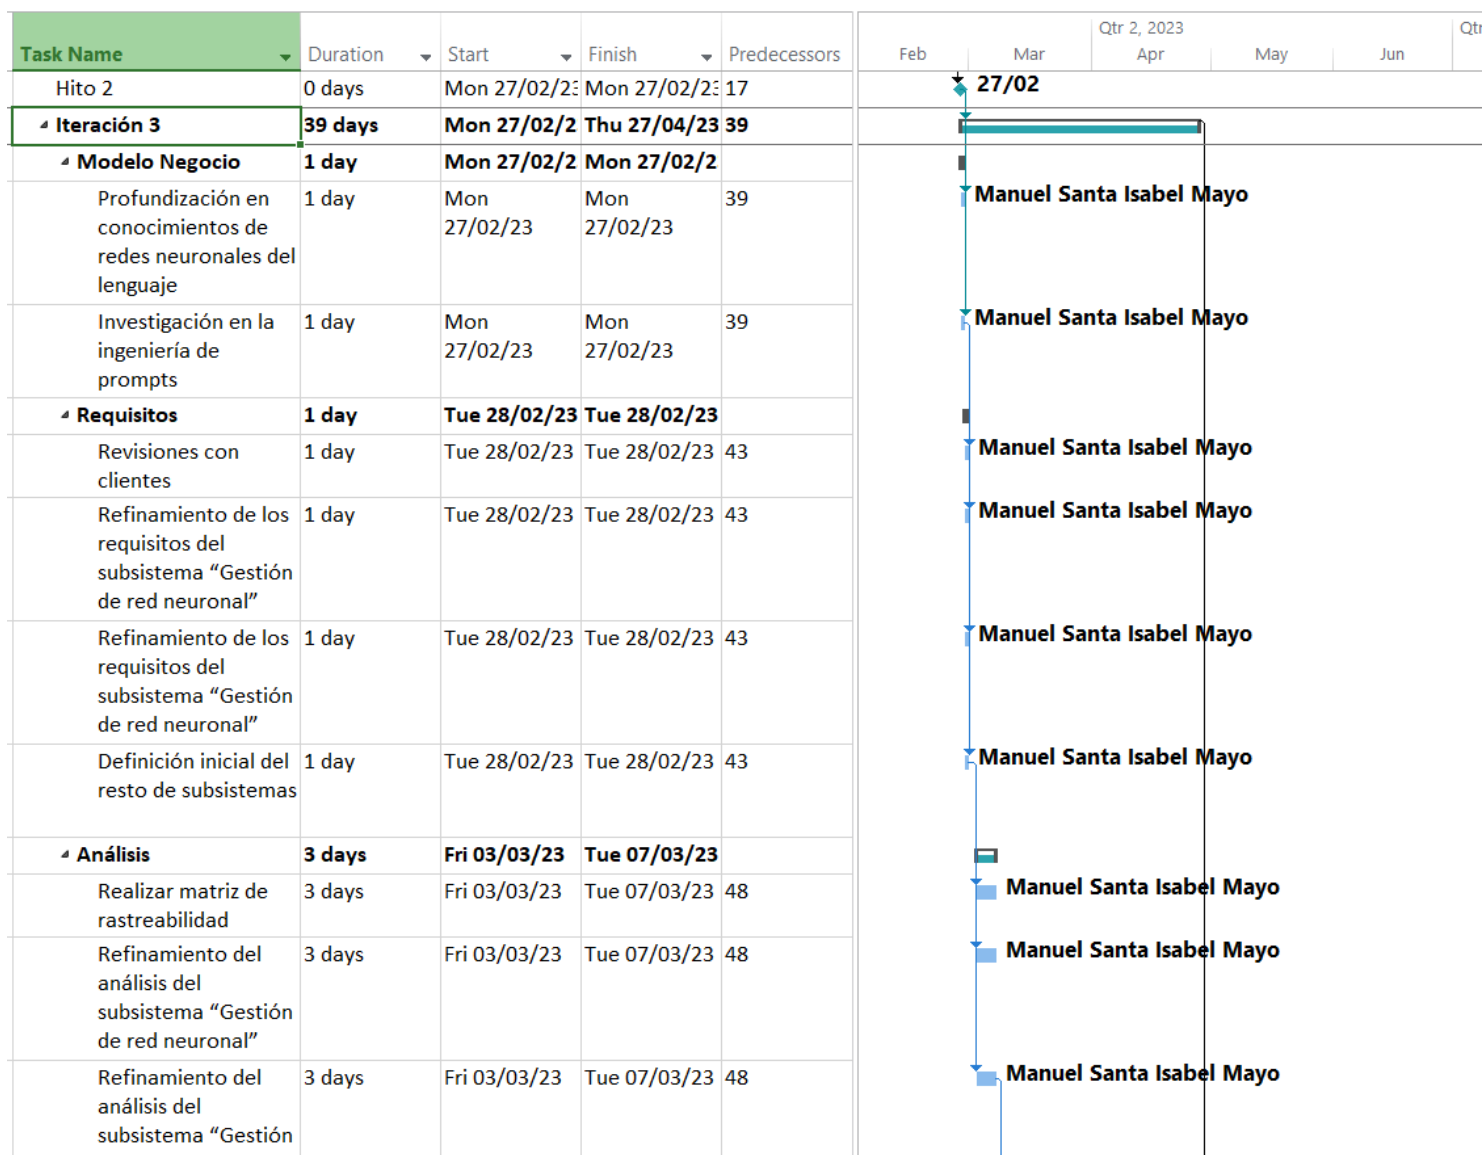 Qtr 2, 2023 Qt
Task Name Duration Start Finish Predecessors Feb Mar Apr May Jun
Hito 2 0 days Mon 27/02/23 Mon 27/02/23 17 27/02
Iteración 3 39 days Mon 27/02/2 Thu 27/04/23 39
Modelo Negocio 1 day Mon 27/02/2 Mon 27/02/2
Profundización en 1 day Mon Mon 39 Manuel Santa Isabel Mayo
conocimientos de 27/02/23 27/02/23
redes neuronales del
lenguaje
Investigación en la 1 day Mon Mon 39 Manuel Santa Isabel Mayo
ingeniería de 27/02/23 27/02/23
prompts
Requisitos 1 day Tue 28/02/23 Tue 28/02/23
Revisiones con 1 day Tue 28/02/23 Tue 28/02/23 43 Manuel Santa Isabel Mayo
clientes
Refinamiento de los 1 day Tue 28/02/23 Tue 28/02/23 43 Manuel Santa Isabel Mayo
requisitos del
subsistema “Gestión
de red neuronal”
Refinamiento de los 1 day Tue 28/02/23 Tue 28/02/23 43 Manuel Santa Isabel Mayo
requisitos del
subsistema “Gestión
de red neuronal”
Definición inicial del 1 day Tue 28/02/23 Tue 28/02/23 43 Manuel Santa Isabel Mayo
resto de subsistemas
Análisis 3 days Fri 03/03/23 Tue 07/03/23
Realizar matriz de 3 days Fri 03/03/23 Tue 07/03/23 48 Manuel Santa Isabel Mayo
rastreabilidad
Refinamiento del 3 days Fri 03/03/23 Tue 07/03/23 48 Manuel Santa Isabel Mayo
análisis del
subsistema “Gestión
de red neuronal”
Refinamiento del 3 days Fri 03/03/23 Tue 07/03/23 48 Manuel Santa Isabel Mayo
análisis del
subsistema “Gestión